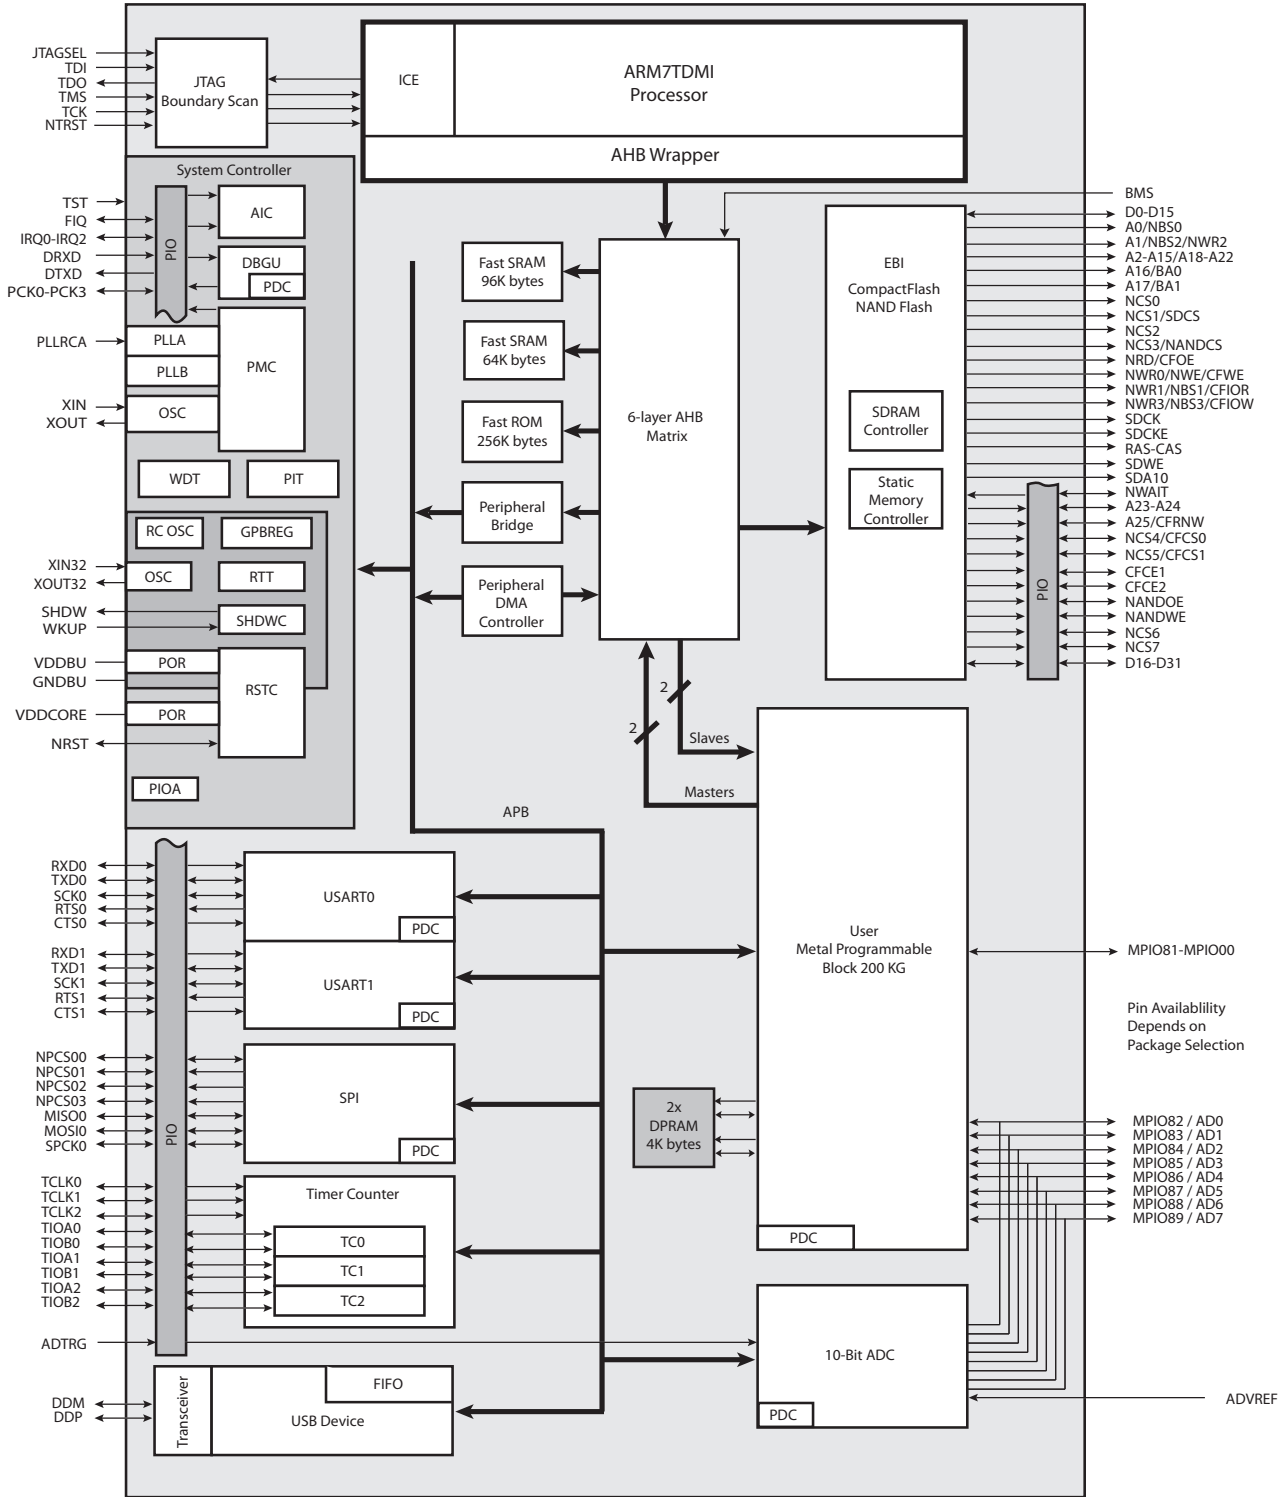 JTAGSEL
TDI
TDO
TMS
TCK
NTRST
JTAG
Boundary Scan
ICE
ARM7TDMI
Processor
AHB Wrapper
System Controller
TST
FIQ
IRQ0-IRQ2
DRXD
DTXD
PCK0-PCK3
PIO
AIC
DBGU
PDC
PLLRCA
PLLA
PLLB
PMC
XIN
XOUT
OSC
WDT
PIT
RC OSC
GPBREG
XIN32
XOUT32
OSC
RTT
SHDW
WKUP
SHDWC
VDDBU
GNDBU
POR
RSTC
VDDCORE
POR
NRST
PIOA
Fast SRAM
96K bytes
Fast SRAM
64K bytes
Fast ROM
256K bytes
Peripheral
Bridge
Peripheral
DMA
Controller
6-layer AHB
Matrix
2
2
Slaves
Masters
APB
EBI
CompactFlash
NAND Flash
SDRAM
Controller
Static
Memory
Controller
BMS
D0-D15
A0/NBS0
A1/NBS2/NWR2
A2-A15/A18-A22
A16/BA0
A17/BA1
NCS0
NCS1/SDCS
NCS2
NCS3/NANDCS
NRD/CFOE
NWR0/NWE/CFWE
NWR1/NBS1/CFIOR
NWR3/NBS3/CFIOW
SDCK
SDCKE
RAS-CAS
SDWE
SDA10
PIO
NWAIT
A23-A24
A25/CFRNW
NCS4/CFCS0
NCS5/CFCS1
CFCE1
CFCE2
NANDOE
NANDWE
NCS6
NCS7
D16-D31
RXD0
TXD0
SCK0
RTS0
CTS0
USART0
PDC
RXD1
TXD1
SCK1
RTS1
CTS1
USART1
PDC
NPCS00
NPCS01
NPCS02
NPCS03
MISO0
MOSI0
SPCK0
PIO
SPI
PDC
TCLK0
TCLK1
TCLK2
TIOA0
TIOB0
TIOA1
TIOB1
TIOA2
TIOB2
Timer Counter
TC0
TC1
TC2
ADTRG
DDM
DDP
Transceiver
FIFO
USB Device
User
Metal Programmable
Block 200 KG
PDC
2x
DPRAM
4K bytes
MPIO81-MPIO00
Pin Availablility
Depends on
Package Selection
MPIO82 / AD0
MPIO83 / AD1
MPIO84 / AD2
MPIO85 / AD3
MPIO86 / AD4
MPIO87 / AD5
MPIO88 / AD6
MPIO89 / AD7
10-Bit ADC
PDC
ADVREF